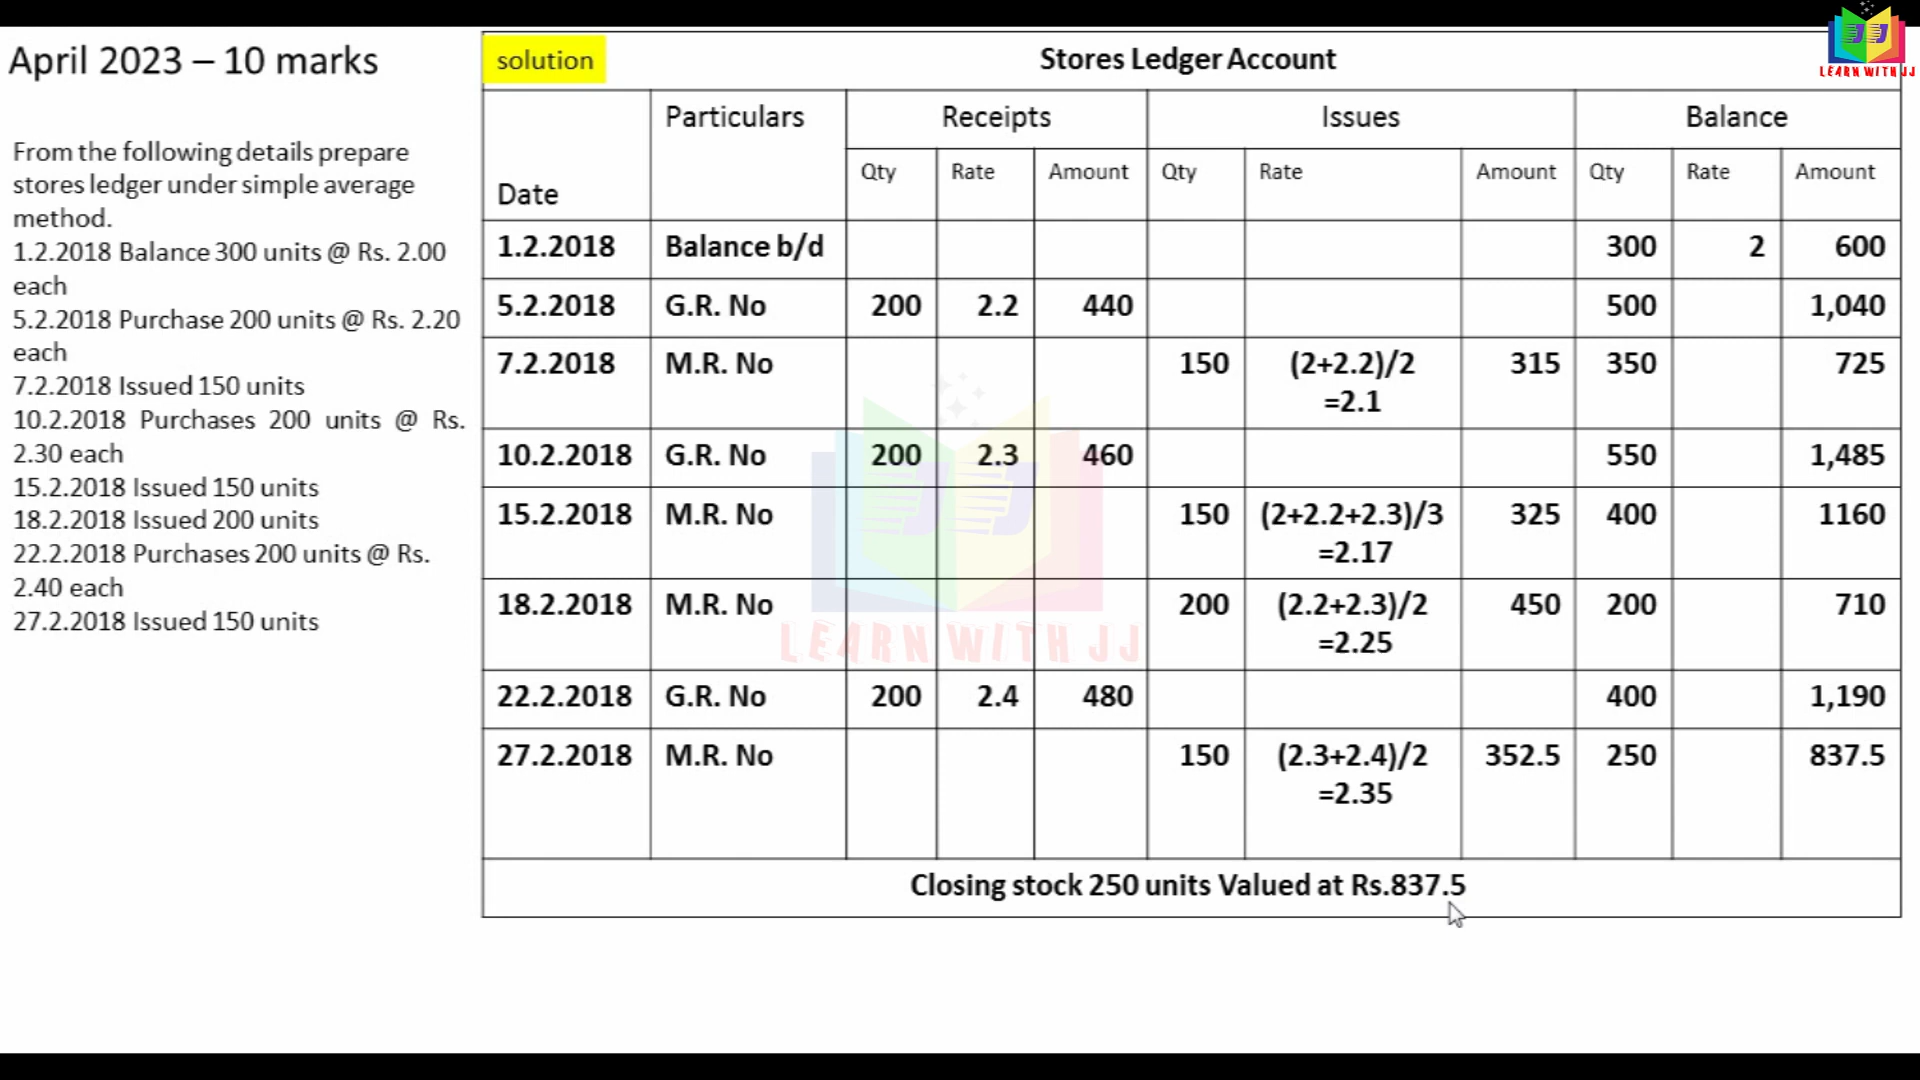 April 2023 – 10 marks
From the following details prepare
stores ledger under simple average
method.
1.2.2018 Balance 300 units @ Rs. 2.00
each
5.2.2018 Purchase 200 units @ Rs. 2.20
each
7.2.2018 Issued 150 units
10.2.2018 Purchases 200 units @ Rs.
2.30 each
15.2.2018 Issued 150 units
18.2.2018 Issued 200 units
22.2.2018 Purchases 200 units @ Rs.
2.40 each
27.2.2018 Issued 150 units
solution
Stores Ledger Account
Date Particulars Receipts Issues Balance
Qty Rate Amount Qty Rate Amount Qty Rate Amount
1.2.2018 Balance b/d 300 2 600
5.2.2018 G.R. No 200 2.2 440 500 1,040
7.2.2018 M.R. No 150 (2+2.2)/2 315 350 725
=2.1
10.2.2018 G.R. No 200 2.3 460 550 1,485
15.2.2018 M.R. No 150 (2+2.2+2.3)/3 325 400 1160
=2.17
18.2.2018 M.R. No 200 (2.2+2.3)/2 450 200 710
=2.25
22.2.2018 G.R. No 200 2.4 480 400 1,190
27.2.2018 M.R. No 150 (2.3+2.4)/2 352.5 250 837.5
=2.35
Closing stock 250 units Valued at Rs.837.5
JJ
LEARN WITH JJ
JJ
LEARN WITH JJ